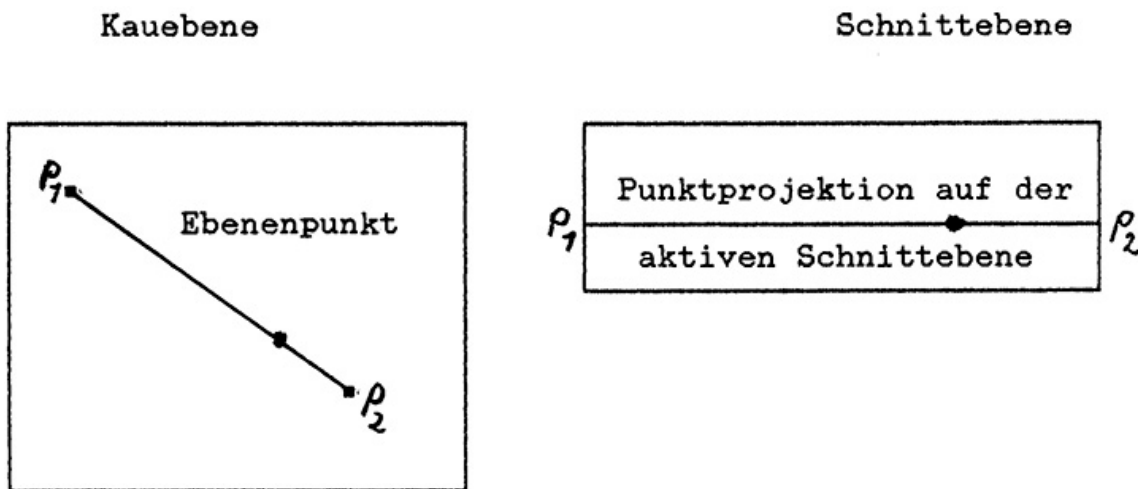 Kauebene
Schnittebene
P1
Ebenenpunkt
P2
P1
Punktprojektion auf der
aktiven Schnittebene
P2